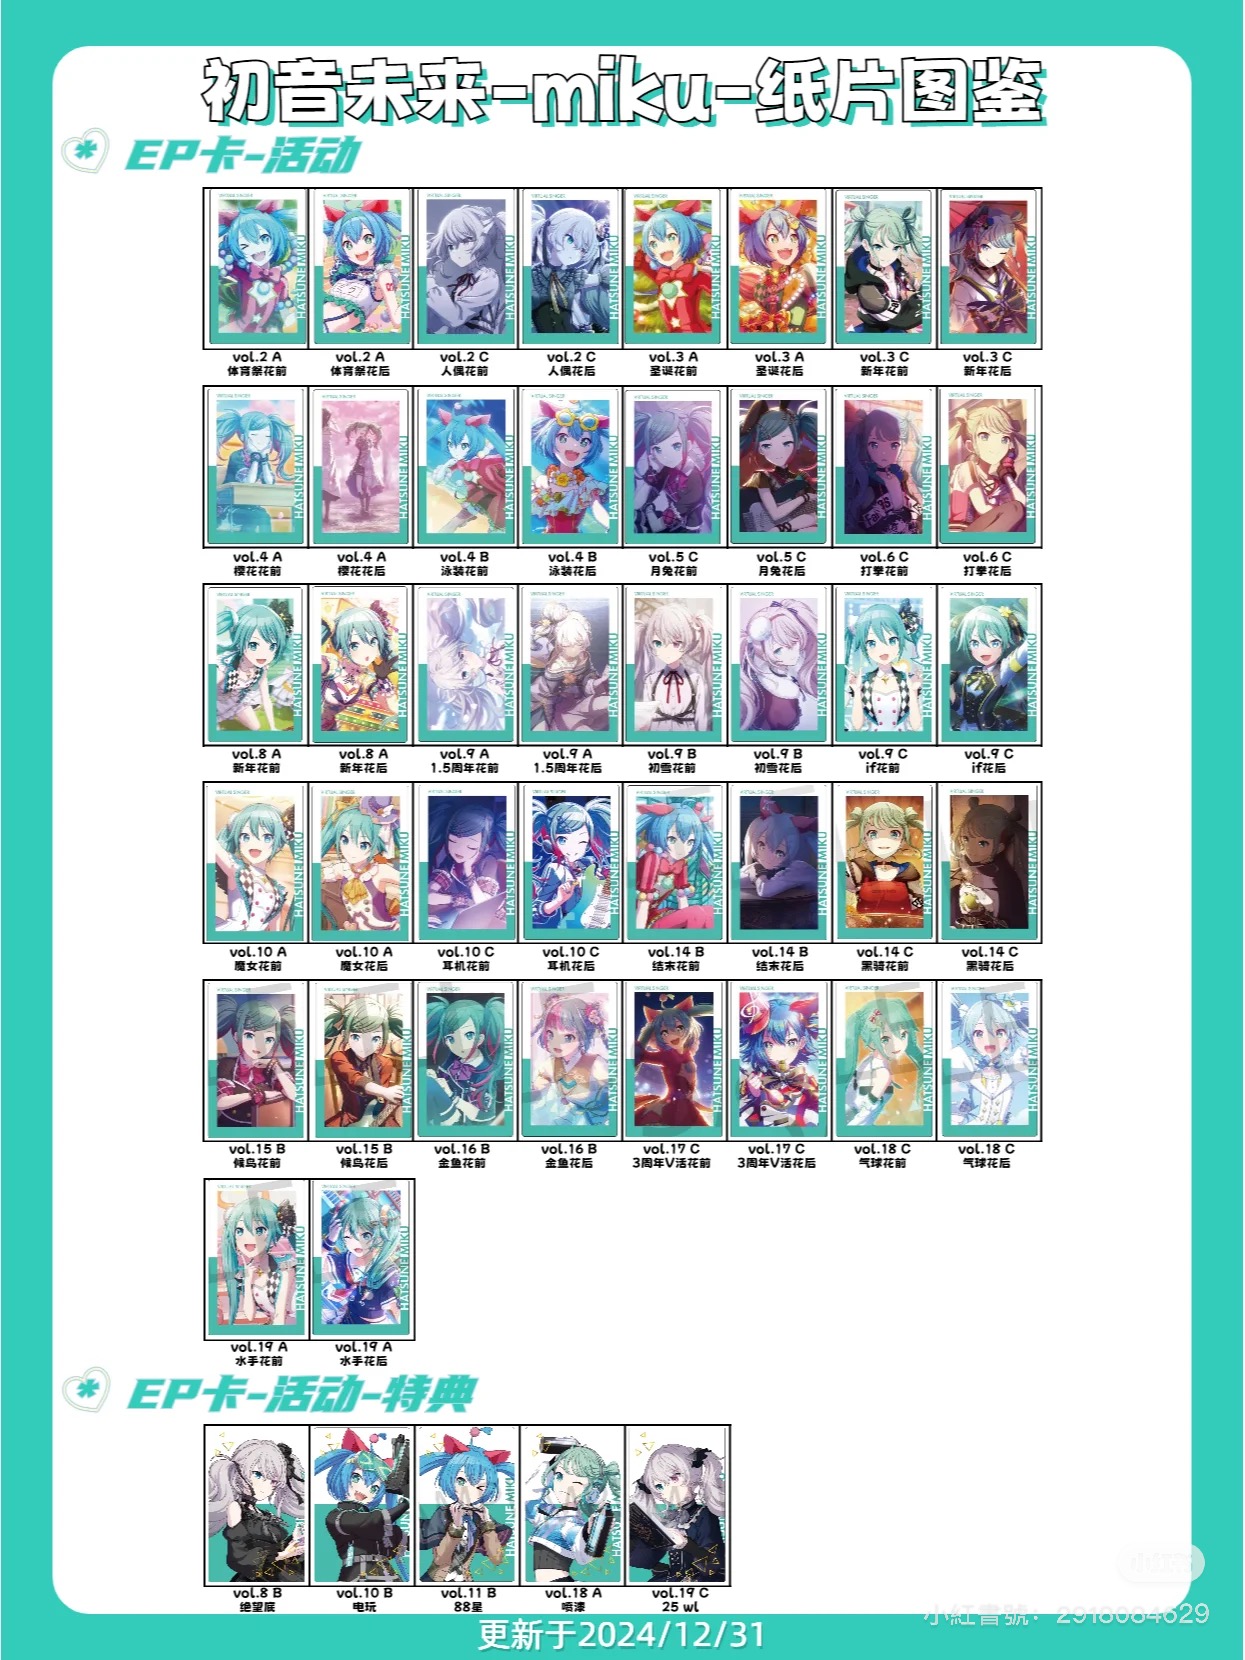 初音未来-miku-纸片图鉴
EP卡-活动
vol.2 A vol.2 A vol.2 C vol.2 C vol.3 A vol.3 A vol.3 C vol.3 C
体育祭花前 体育祭花后 人偶花前 人偶花后 圣诞花前 圣诞花后 新年花前 新年花后
vol.4 A vol.4 A vol.4 B vol.4 B vol.5 C vol.5 C vol.6 C vol.6 C
樱花花前 樱花花后 泳装花前 泳装花后 月兔花前 月兔花后 打拳花前 打拳花后
vol.8 A vol.8 A vol.9 A vol.9 A vol.9 B vol.9 B vol.9 C vol.9 C
新年花前 新年花后 1.5周年花前 1.5周年花后 初雪花前 初雪花后 if花前 if花后
vol.10 A vol.10 A vol.10 C vol.10 C vol.14 B vol.14 B vol.14 C vol.14 C
魔女花前 魔女花后 耳机花前 耳机花后 结末花前 结末花后 黑骑花前 黑骑花后
vol.15 B vol.15 B vol.16 B vol.16 B vol.17 C vol.17 C vol.18 C vol.18 C
候鸟花前 候鸟花后 金鱼花前 金鱼花后 3周年V活花前 3周年V活花后 气球花前 气球花后
vol.19 A vol.19 A
水手花前 水手花后
EP卡-活动-特典
vol.8 B vol.10 B vol.11 B vol.18 A vol.19 C
绝望底 电玩 88星 喷漆 25 wl
更新于2024/12/31
小紅書號：2918084629